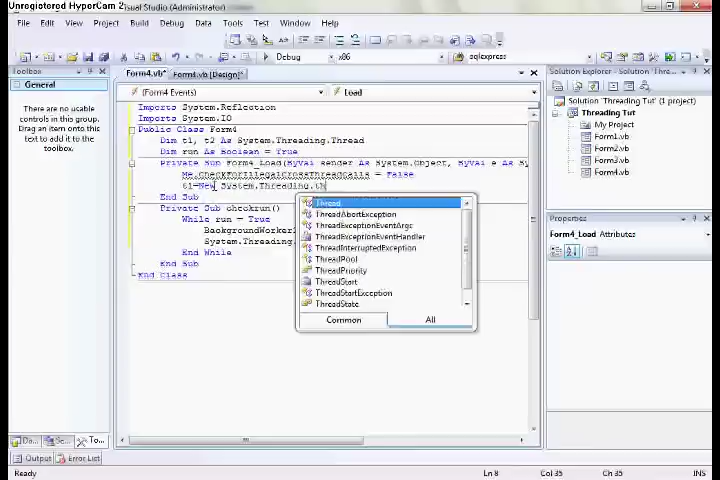 Unregistered HyperCam 2
Visual Studio (Administrator)
File Edit View Project Build Debug Data Tools Test Window Help
Debug x86 sqlexpress
Toolbox
General
There are no usable
controls in this group.
Drag an item onto this
text to add it to the
toolbox.
Form4.vb* Form4.vb [Design]*
(Form4 Events) Load
Imports System.Reflection
Imports System.IO
Public Class Form4
Dim t1, t2 As System.Threading.Thread
Dim run As Boolean = True
Private Sub Form4_Load(ByVal sender As System.Object, ByVal e As Sy
Me.CheckForIllegalCrossThreadCalls = False
t1=New System.Threading.th
End Sub
Private Sub checkrun()
While run = True
BackgroundWorker
System.Threading.
End While
End Sub
End Class
Thread
ThreadAbortException
ThreadExceptionEventArgs
ThreadExceptionEventHandler
ThreadInterruptedException
ThreadPool
ThreadPriority
ThreadStart
ThreadStartException
ThreadState
Common All
Solution Explorer - Solution 'Threa...
Solution 'Threading Tut' (1 project)
Threading Tut
My Project
Form1.vb
Form2.vb
Form3.vb
Form4.vb
Properties
Form4_Load Attributes
Da... Se... To...
Output Error List
Ready Ln 8 Col 35 Ch 35 INS